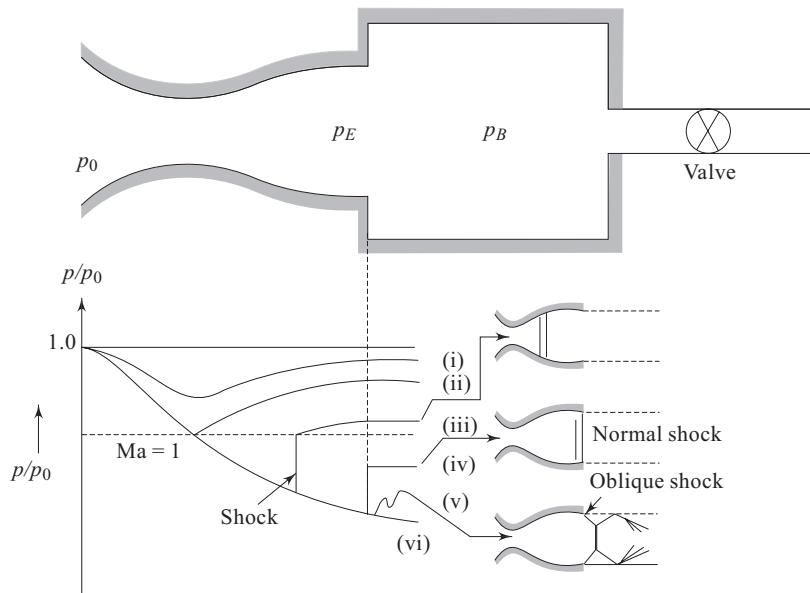 p_E
p_B
p_0
Valve
p/p_0
1.0
(i)
(ii)
(iii)
Normal shock
Ma = 1
(iv)
p/p_0
Oblique shock
(v)
Shock
(vi)